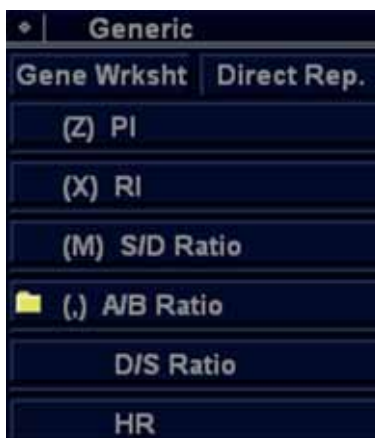 Generic
Gene Wrksht Direct Rep.
(Z) PI
(X) RI
(M) S/D Ratio
(,) A/B Ratio
D/S Ratio
HR